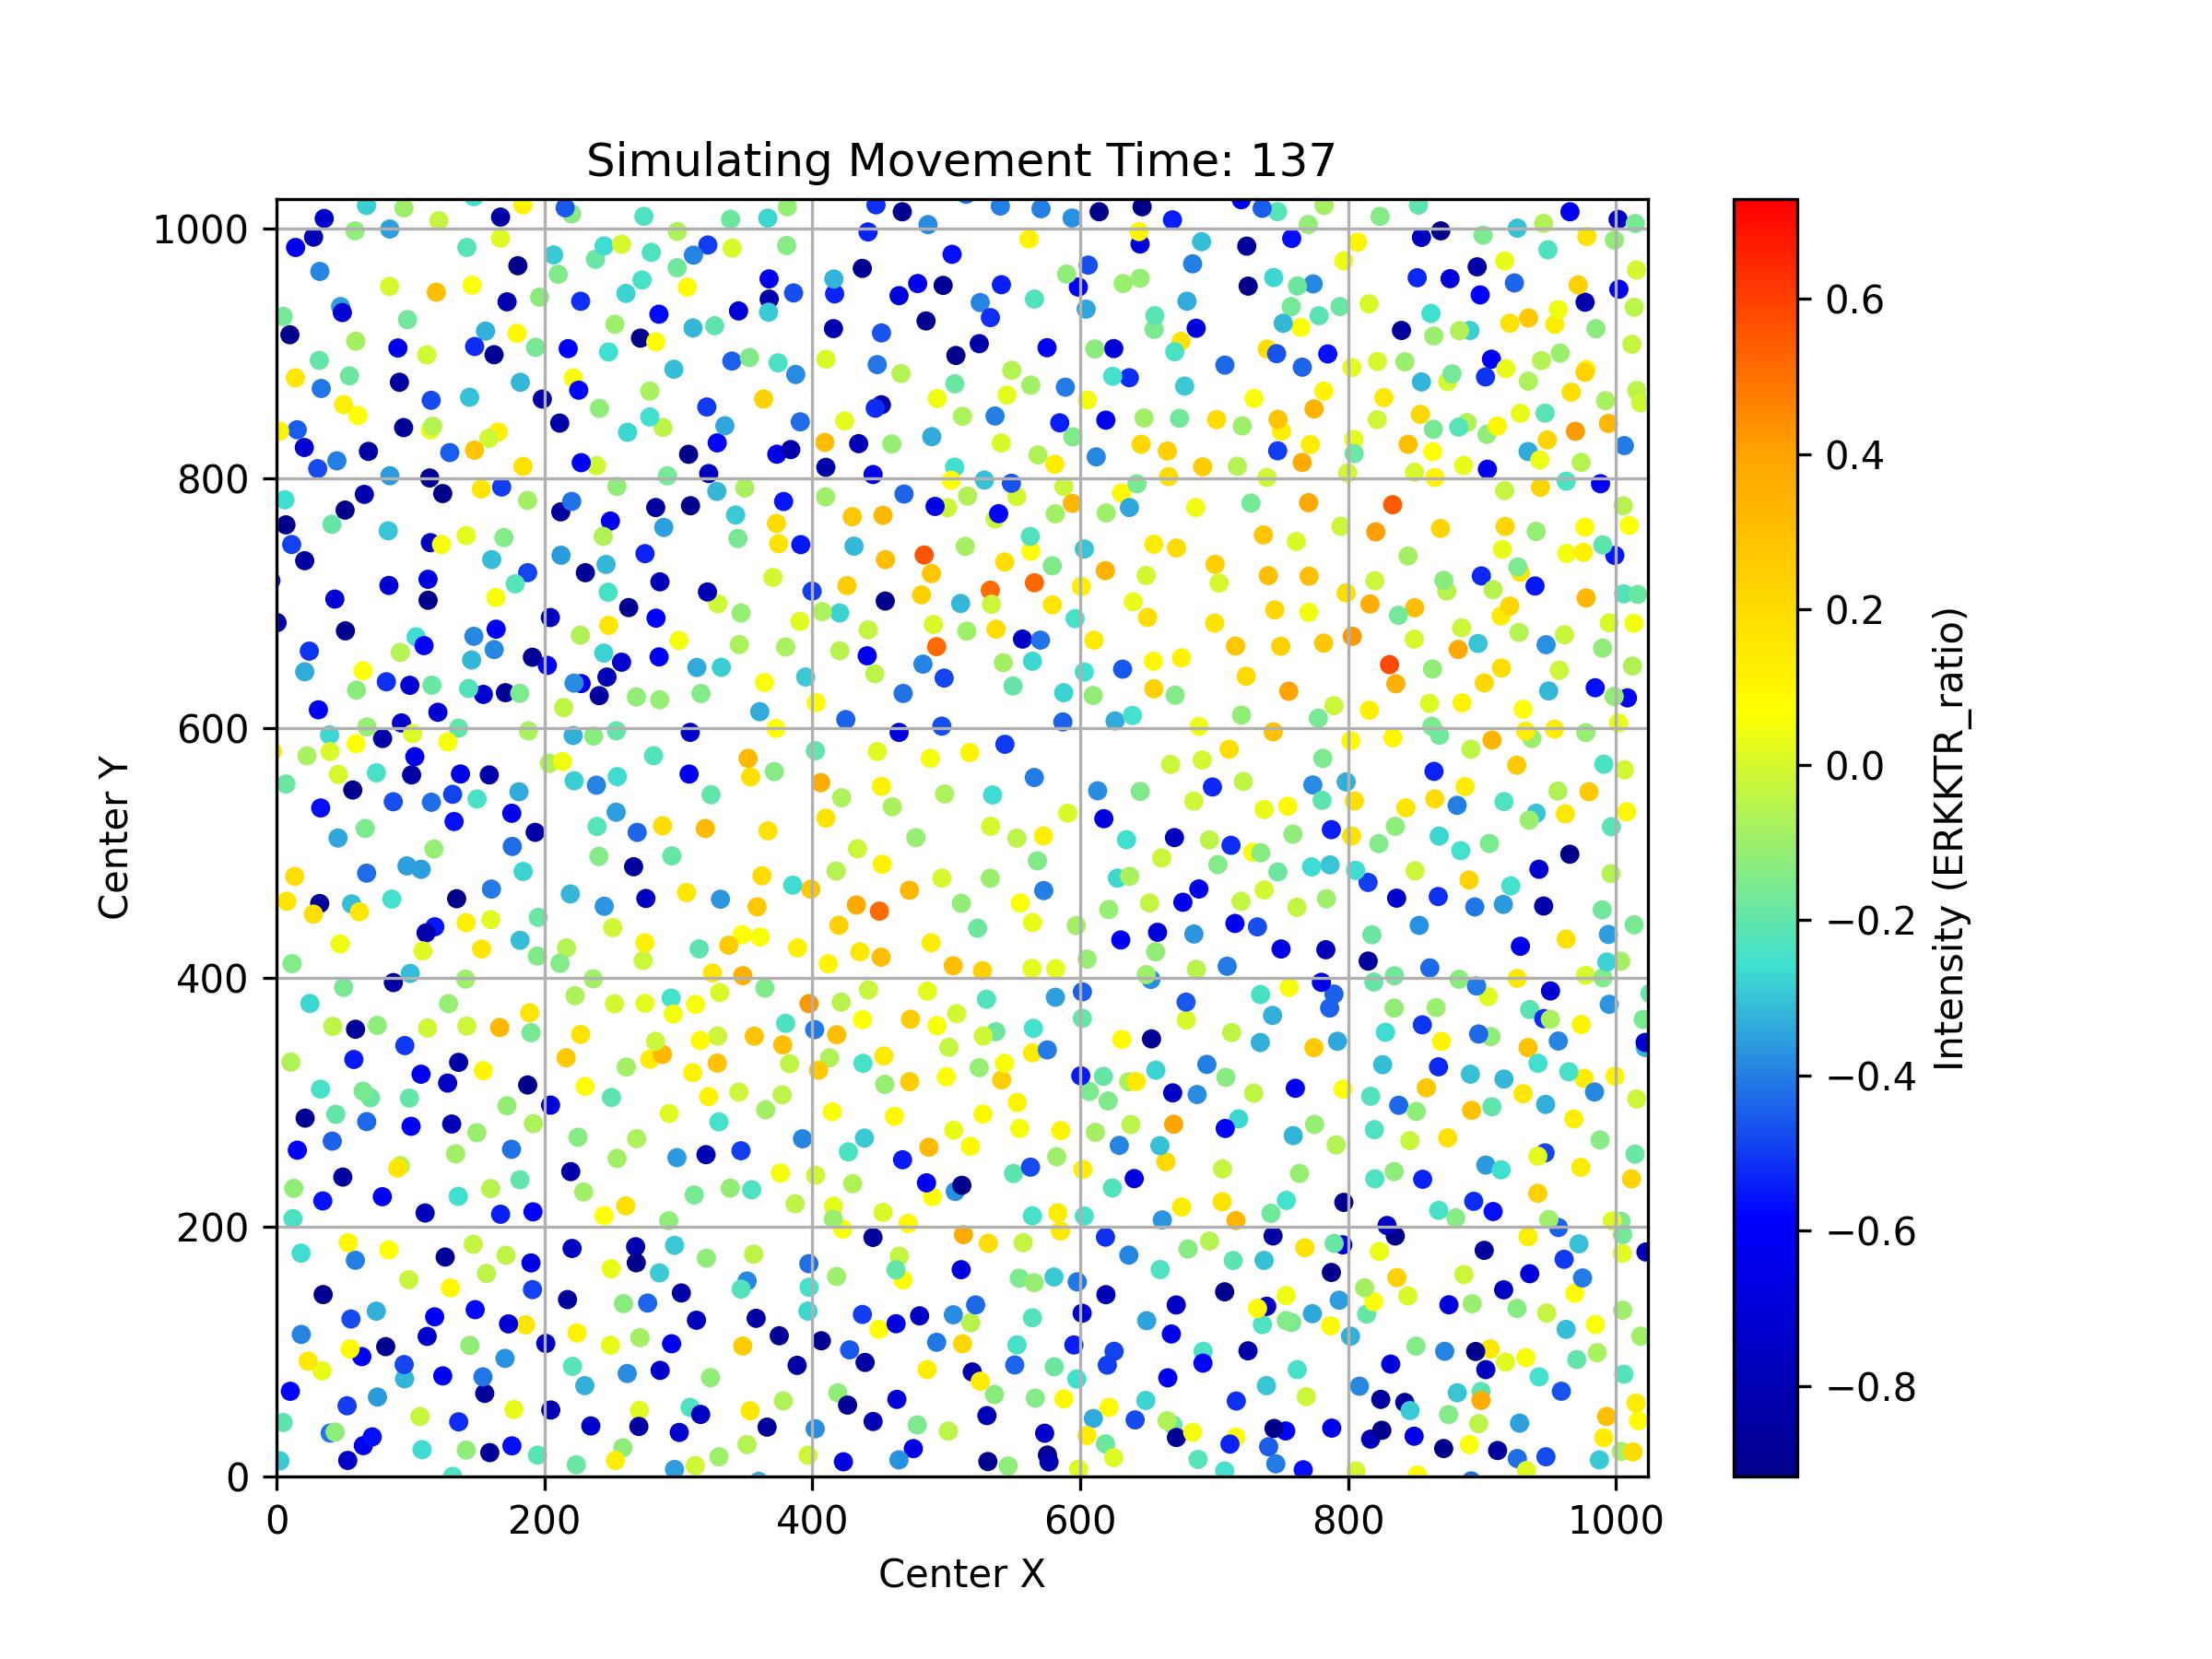 Simulating Movement Time: 137
Center Y
1000
800
600
400
200
0
0 200 400 600 800 1000
Center X
0.6
0.4
0.2
0.0
−0.2
−0.4
−0.6
−0.8
Intensity (ERKKTR_ratio)